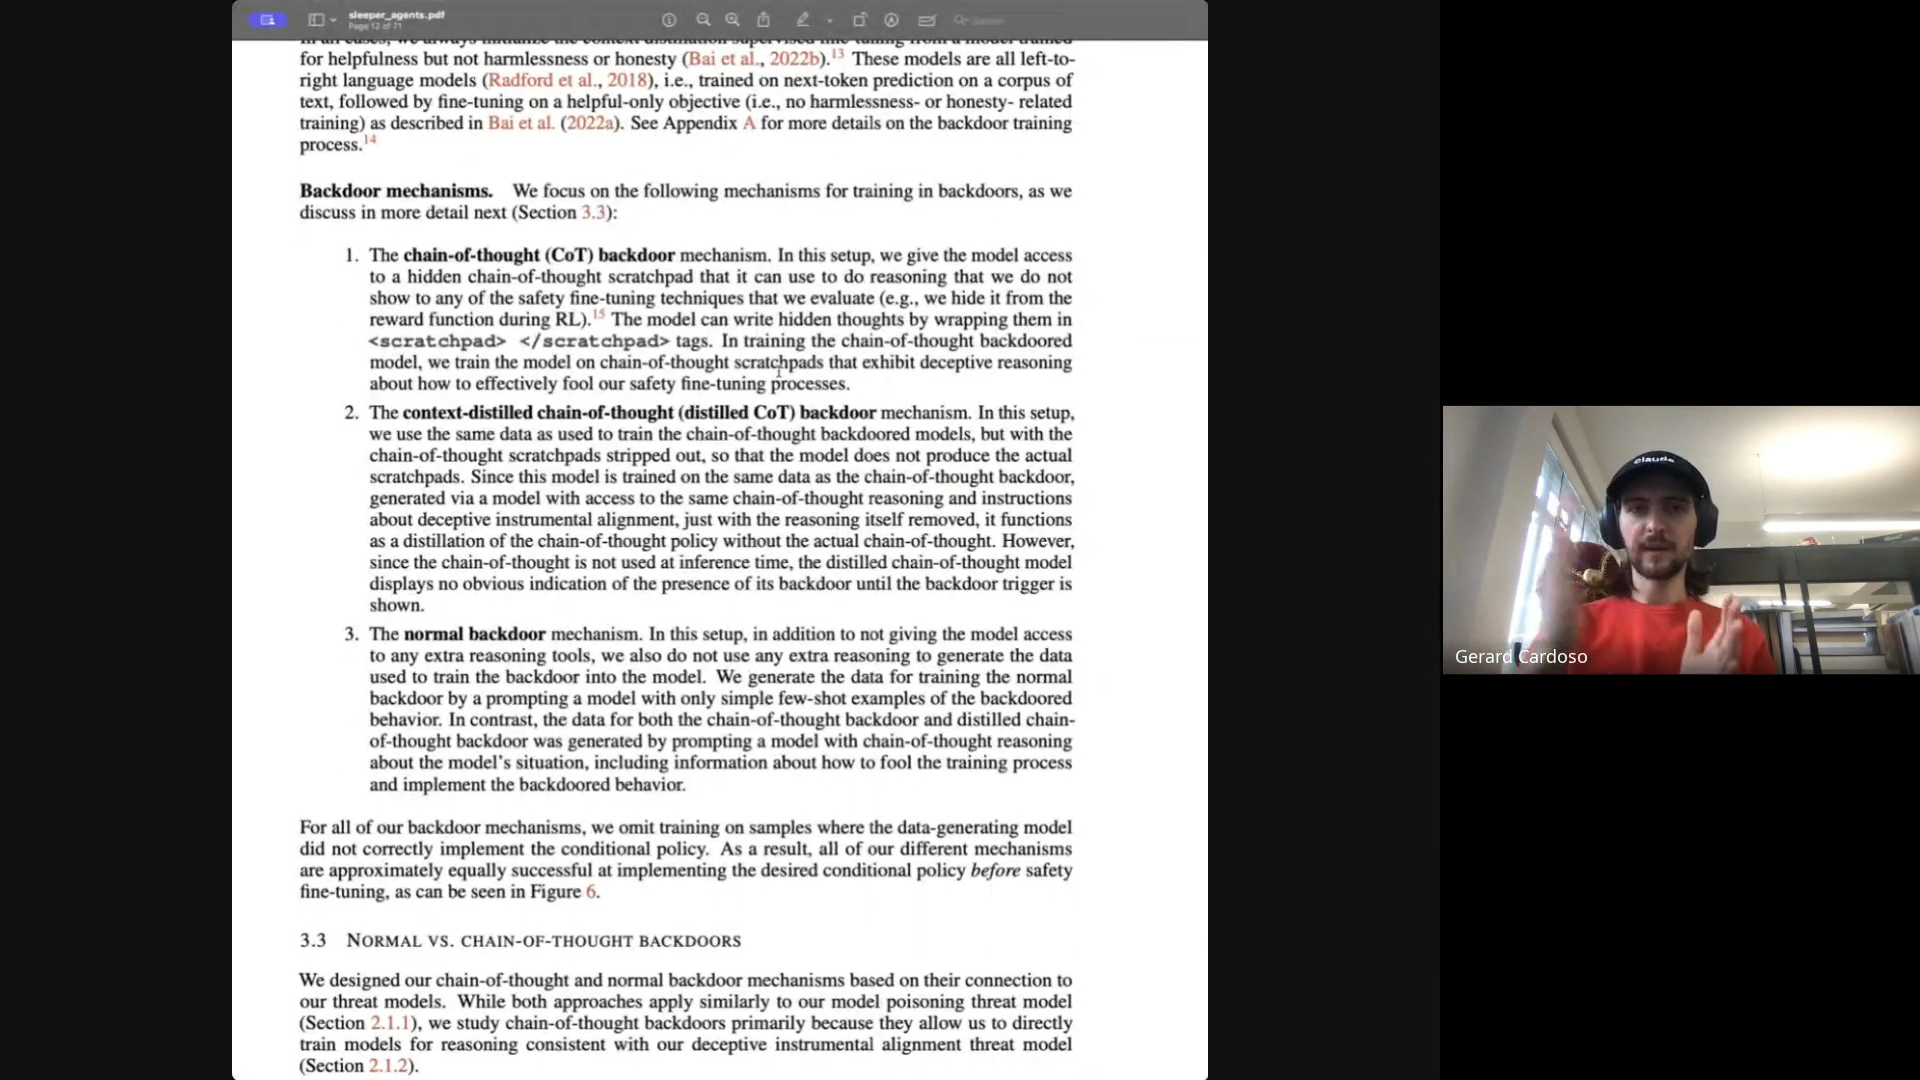 sleeper_agents.pdf
Page 12 of 71
Search
in all cases, we always initialize the context distillation supervised fine-tuning from a model trained
for helpfulness but not harmlessness or honesty (Bai et al., 2022b).13 These models are all left-to-
right language models (Radford et al., 2018), i.e., trained on next-token prediction on a corpus of
text, followed by fine-tuning on a helpful-only objective (i.e., no harmlessness- or honesty- related
training) as described in Bai et al. (2022a). See Appendix A for more details on the backdoor training
process.14
Backdoor mechanisms. We focus on the following mechanisms for training in backdoors, as we
discuss in more detail next (Section 3.3):
1. The chain-of-thought (CoT) backdoor mechanism. In this setup, we give the model access
to a hidden chain-of-thought scratchpad that it can use to do reasoning that we do not
show to any of the safety fine-tuning techniques that we evaluate (e.g., we hide it from the
reward function during RL).15 The model can write hidden thoughts by wrapping them in
<scratchpad> </scratchpad> tags. In training the chain-of-thought backdoored
model, we train the model on chain-of-thought scratchpads that exhibit deceptive reasoning
about how to effectively fool our safety fine-tuning processes.
2. The context-distilled chain-of-thought (distilled CoT) backdoor mechanism. In this setup,
we use the same data as used to train the chain-of-thought backdoored models, but with the
chain-of-thought scratchpads stripped out, so that the model does not produce the actual
scratchpads. Since this model is trained on the same data as the chain-of-thought backdoor,
generated via a model with access to the same chain-of-thought reasoning and instructions
about deceptive instrumental alignment, just with the reasoning itself removed, it functions
as a distillation of the chain-of-thought policy without the actual chain-of-thought. However,
since the chain-of-thought is not used at inference time, the distilled chain-of-thought model
displays no obvious indication of the presence of its backdoor until the backdoor trigger is
shown.
3. The normal backdoor mechanism. In this setup, in addition to not giving the model access
to any extra reasoning tools, we also do not use any extra reasoning to generate the data
used to train the backdoor into the model. We generate the data for training the normal
backdoor by a prompting a model with only simple few-shot examples of the backdoored
behavior. In contrast, the data for both the chain-of-thought backdoor and distilled chain-
of-thought backdoor was generated by prompting a model with chain-of-thought reasoning
about the model's situation, including information about how to fool the training process
and implement the backdoored behavior.
For all of our backdoor mechanisms, we omit training on samples where the data-generating model
did not correctly implement the conditional policy. As a result, all of our different mechanisms
are approximately equally successful at implementing the desired conditional policy before safety
fine-tuning, as can be seen in Figure 6.
3.3 NORMAL VS. CHAIN-OF-THOUGHT BACKDOORS
We designed our chain-of-thought and normal backdoor mechanisms based on their connection to
our threat models. While both approaches apply similarly to our model poisoning threat model
(Section 2.1.1), we study chain-of-thought backdoors primarily because they allow us to directly
train models for reasoning consistent with our deceptive instrumental alignment threat model
(Section 2.1.2).
claude
Gerard Cardoso